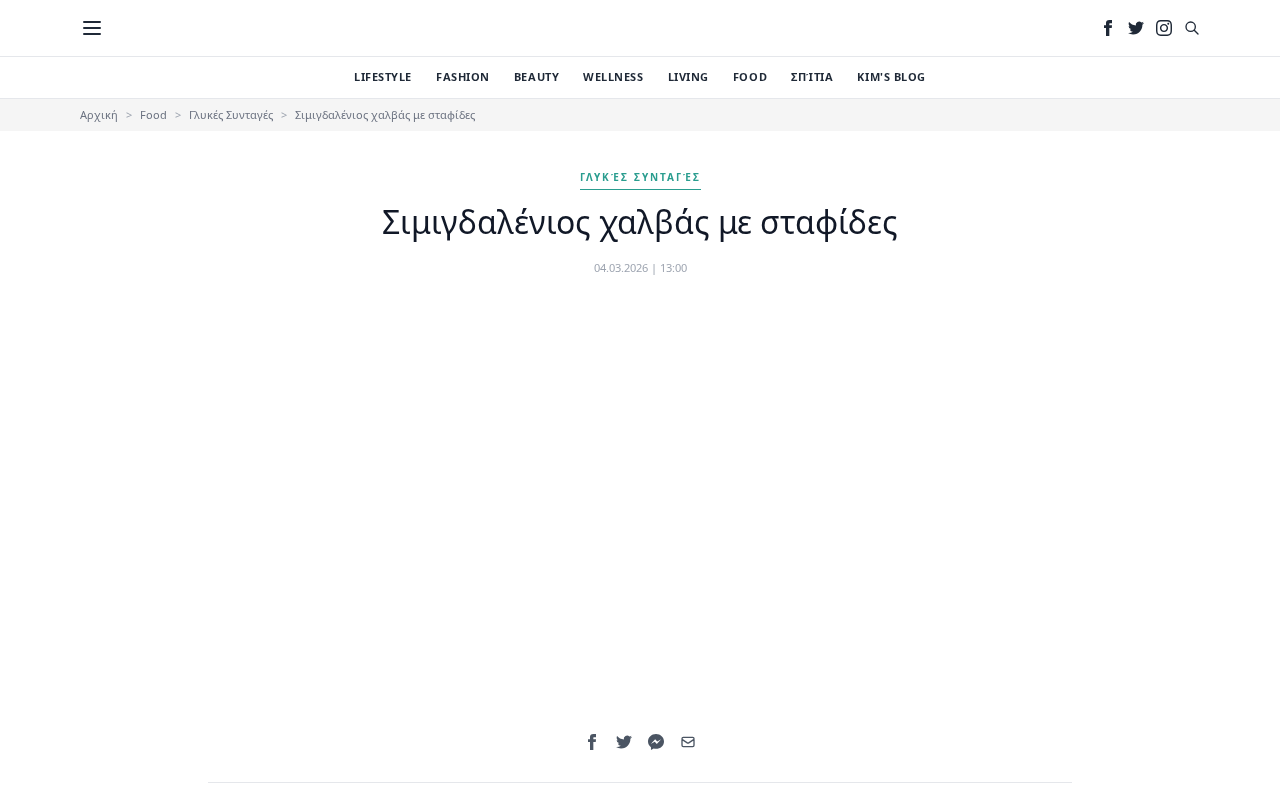 LIFESTYLE FASHION BEAUTY WELLNESS LIVING FOOD ΣΠΊΤΙΑ KIM'S BLOG
Αρχική > Food > Γλυκές Συνταγές > Σιμιγδαλένιος χαλβάς με σταφίδες
ΓΛΥΚΈΣ ΣΥΝΤΑΓΈΣ
Σιμιγδαλένιος χαλβάς με σταφίδες
04.03.2026 | 13:00